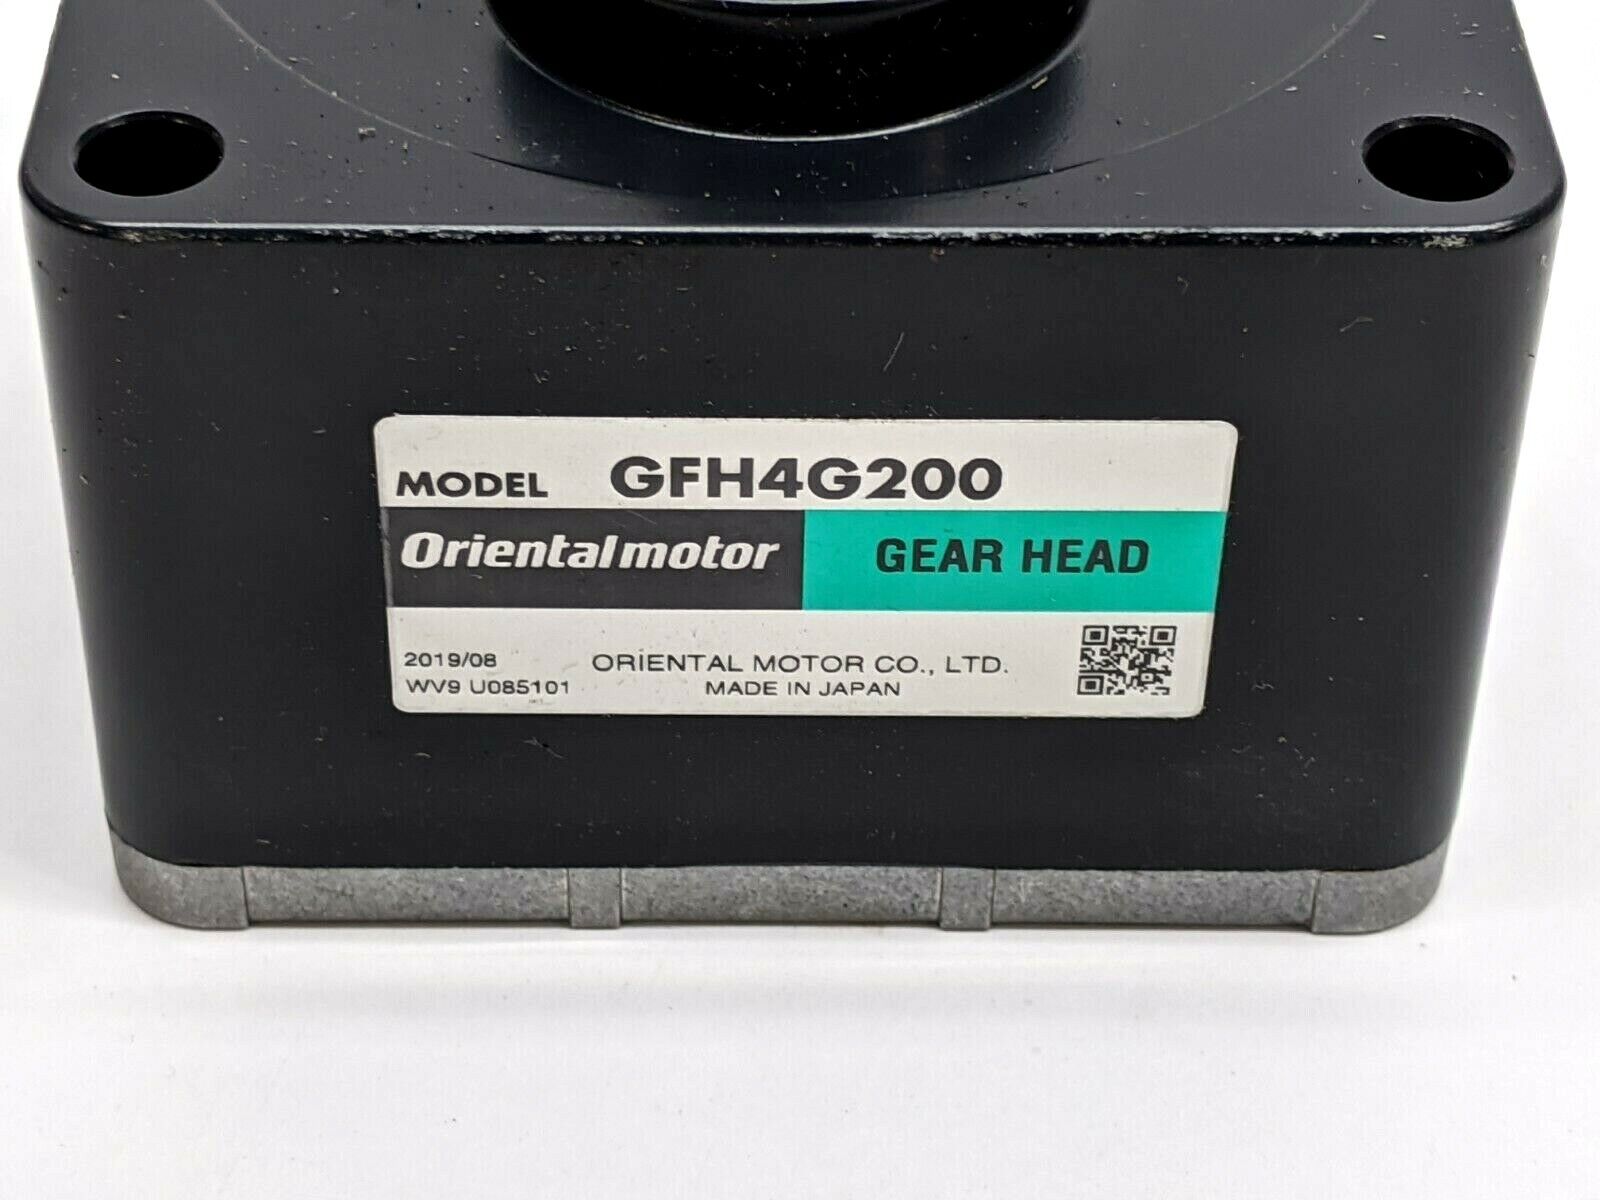 MODEL GFH4G200
Orientalmotor GEAR HEAD
2019/08 ORIENTAL MOTOR CO., LTD.
WV9 U085101 MADE IN JAPAN